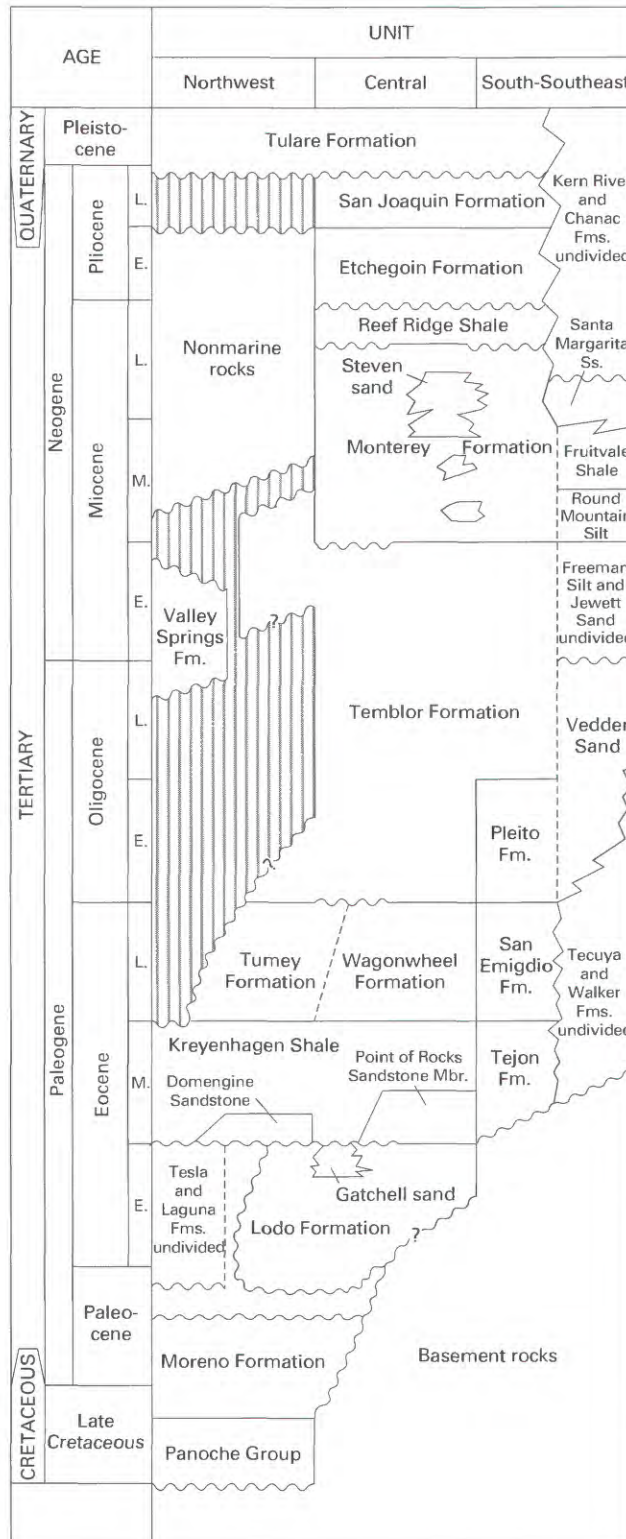 AGE
UNIT
Northwest
Central
South-Southeast
QUATERNARY
Pleisto-
cene
Tulare Formation
TERTIARY
Neogene
Pliocene
L.
San Joaquin Formation
Kern River
and
Chanac
Fms.
undivided
E.
Etchegoin Formation
Miocene
L.
Nonmarine
rocks
Reef Ridge Shale
Steven
sand
Santa
Margarita
Ss.
M.
Monterey Formation
Fruitvale
Shale
Round
Mountain
Silt
E.
Valley
Springs
Fm.
?
Freeman
Silt and
Jewett
Sand
undivided
Paleogene
Oligocene
L.
Temblor Formation
Vedder
Sand
E.
?
Pleito
Fm.
Eocene
L.
Turney
Formation
Wagonwheel
Formation
San
Emigdio
Fm.
Tecuya
and
Walker
Fms.
undivided
M.
Kreyenhagen Shale
Domengine
Sandstone
Point of Rocks
Sandstone Mbr.
Tejon
Fm.
E.
Tesla
and
Laguna
Fms.
undivided
Gatchell sand
Lodo Formation
?
Paleo-
cene
Moreno Formation
Basement rocks
CRETACEOUS
Late
Cretaceous
Panoche Group